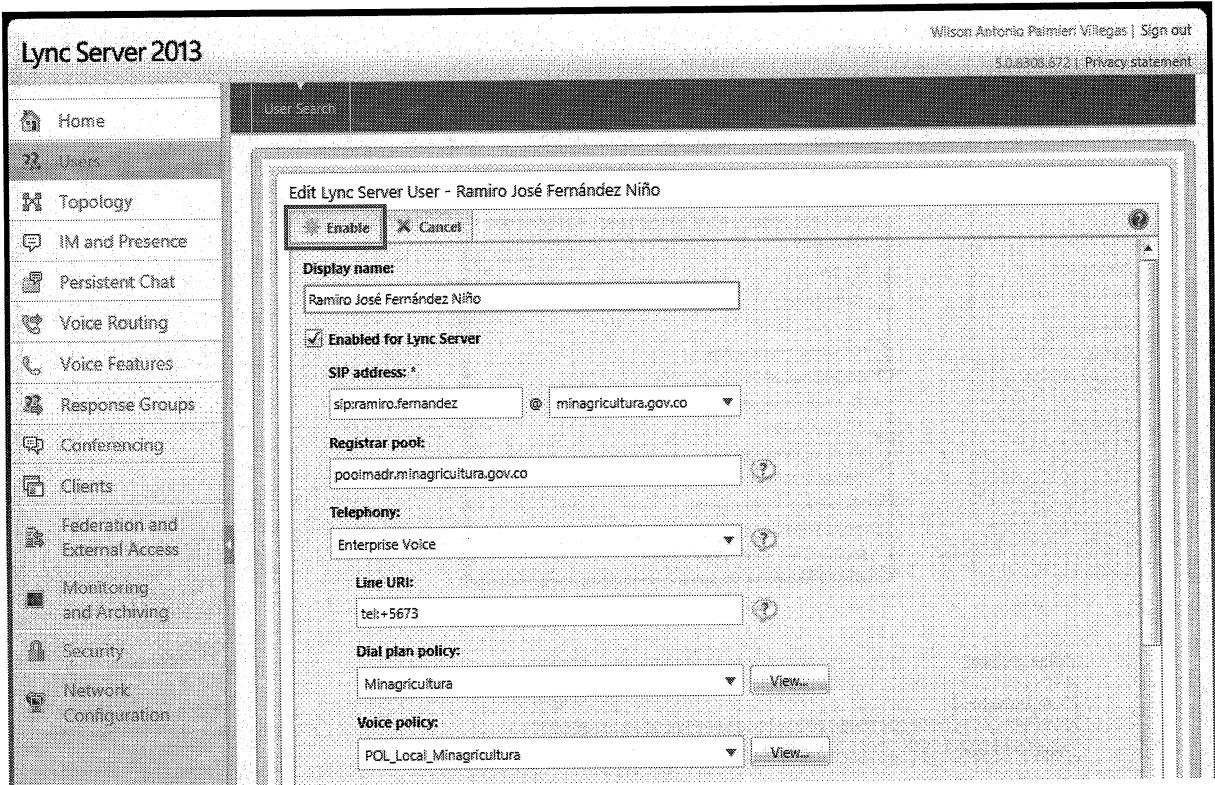 Wilson Antonio Palmieri Villegas | Sign out
Lync Server 2013
5.0.8308.872 | Privacy statement
User Search
Home
Users
Topology
IM and Presence
Persistent Chat
Voice Routing
Voice Features
Response Groups
Conferencing
Clients
Federation and
External Access
Monitoring
and Archiving
Security
Network
Configuration
Edit Lync Server User - Ramiro José Fernández Niño
Enable
Cancel
Display name:
Ramiro José Fernández Niño
Enabled for Lync Server
SIP address: *
sip:ramiro.fernandez @ minagricultura.gov.co
Registrar pool:
poolmadr.minagricultura.gov.co
Telephony:
Enterprise Voice
Line URI:
tel:+5673
Dial plan policy:
Minagricultura View...
Voice policy:
POL_Local_Minagricultura View...